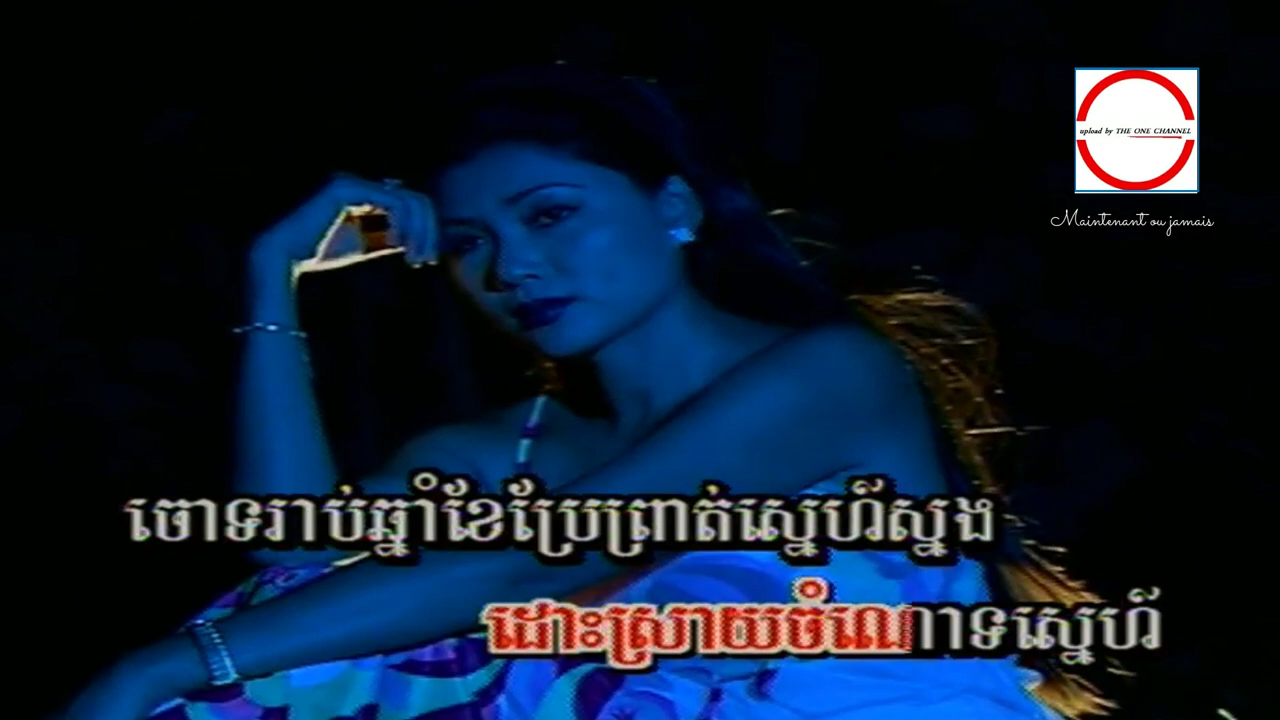 upload by THE ONE CHANNEL
Maintenant ou jamais
ចោទរាប់ឆ្នាំខែប្រែព្រាត់ស្នេហ៍ស្នង
ដោះស្រាយចំណោទស្នេហ៍